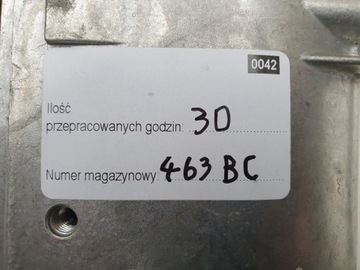 0042
Ilość
przepracowanych godzin: 30
Numer magazynowy: 463 BC